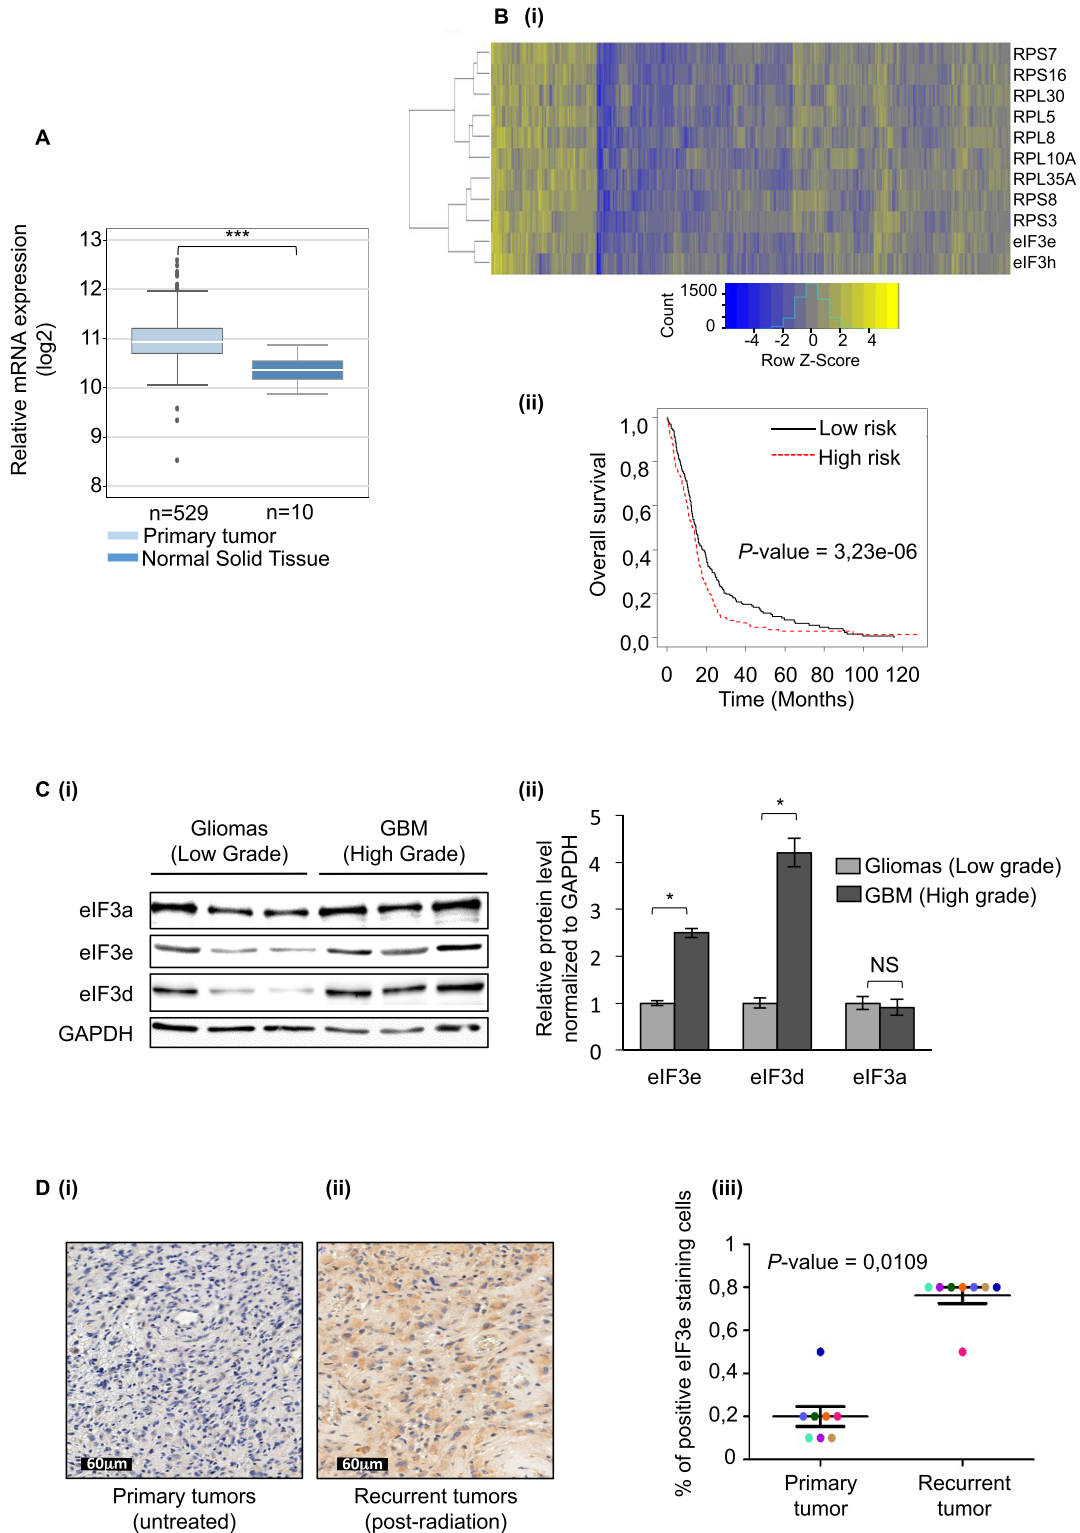 A
Relative mRNA expression
(log2)
13
12
11
10
9
8
***
n=529
n=10
Primary tumor
Normal Solid Tissue
B (i)
RPS7
RPS16
RPL30
RPL5
RPL8
RPL10A
RPL35A
RPS8
RPS3
eIF3e
eIF3h
Count
1500
0
-4 -2 0 2 4
Row Z-Score
(ii)
Overall survival
1,0
0,8
0,6
0,4
0,2
0,0
Low risk
High risk
P-value = 3,23e-06
0 20 40 60 80 100 120
Time (Months)
C (i)
Gliomas
(Low Grade)
GBM
(High Grade)
eIF3a
eIF3e
eIF3d
GAPDH
(ii)
Relative protein level
normalized to GAPDH
5
4
3
2
1
0
*
*
NS
Gliomas (Low grade)
GBM (High grade)
eIF3e
eIF3d
eIF3a
D (i)
60µm
Primary tumors
(untreated)
(ii)
60µm
Recurrent tumors
(post-radiation)
(iii)
% of positive eIF3e staining cells
1
0.8
0.6
0.4
0.2
0
P-value = 0,0109
Primary
tumor
Recurrent
tumor